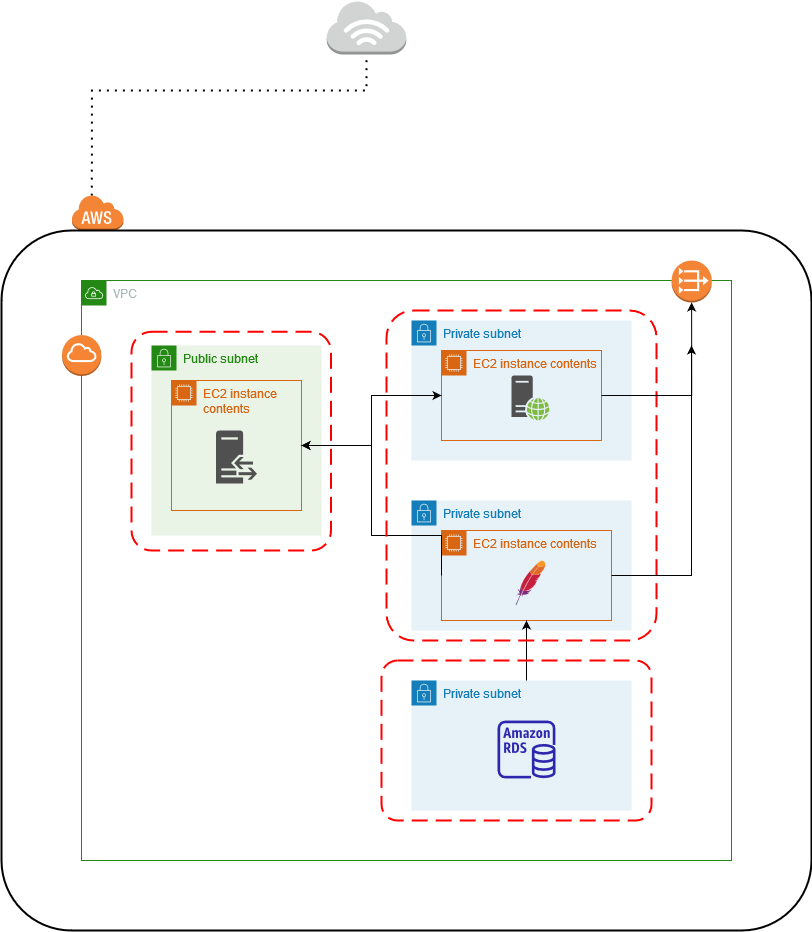 AWS
VPC
Public subnet
EC2 instance
contents
Private subnet
EC2 instance contents
Private subnet
EC2 instance contents
Private subnet
Amazon
RDS